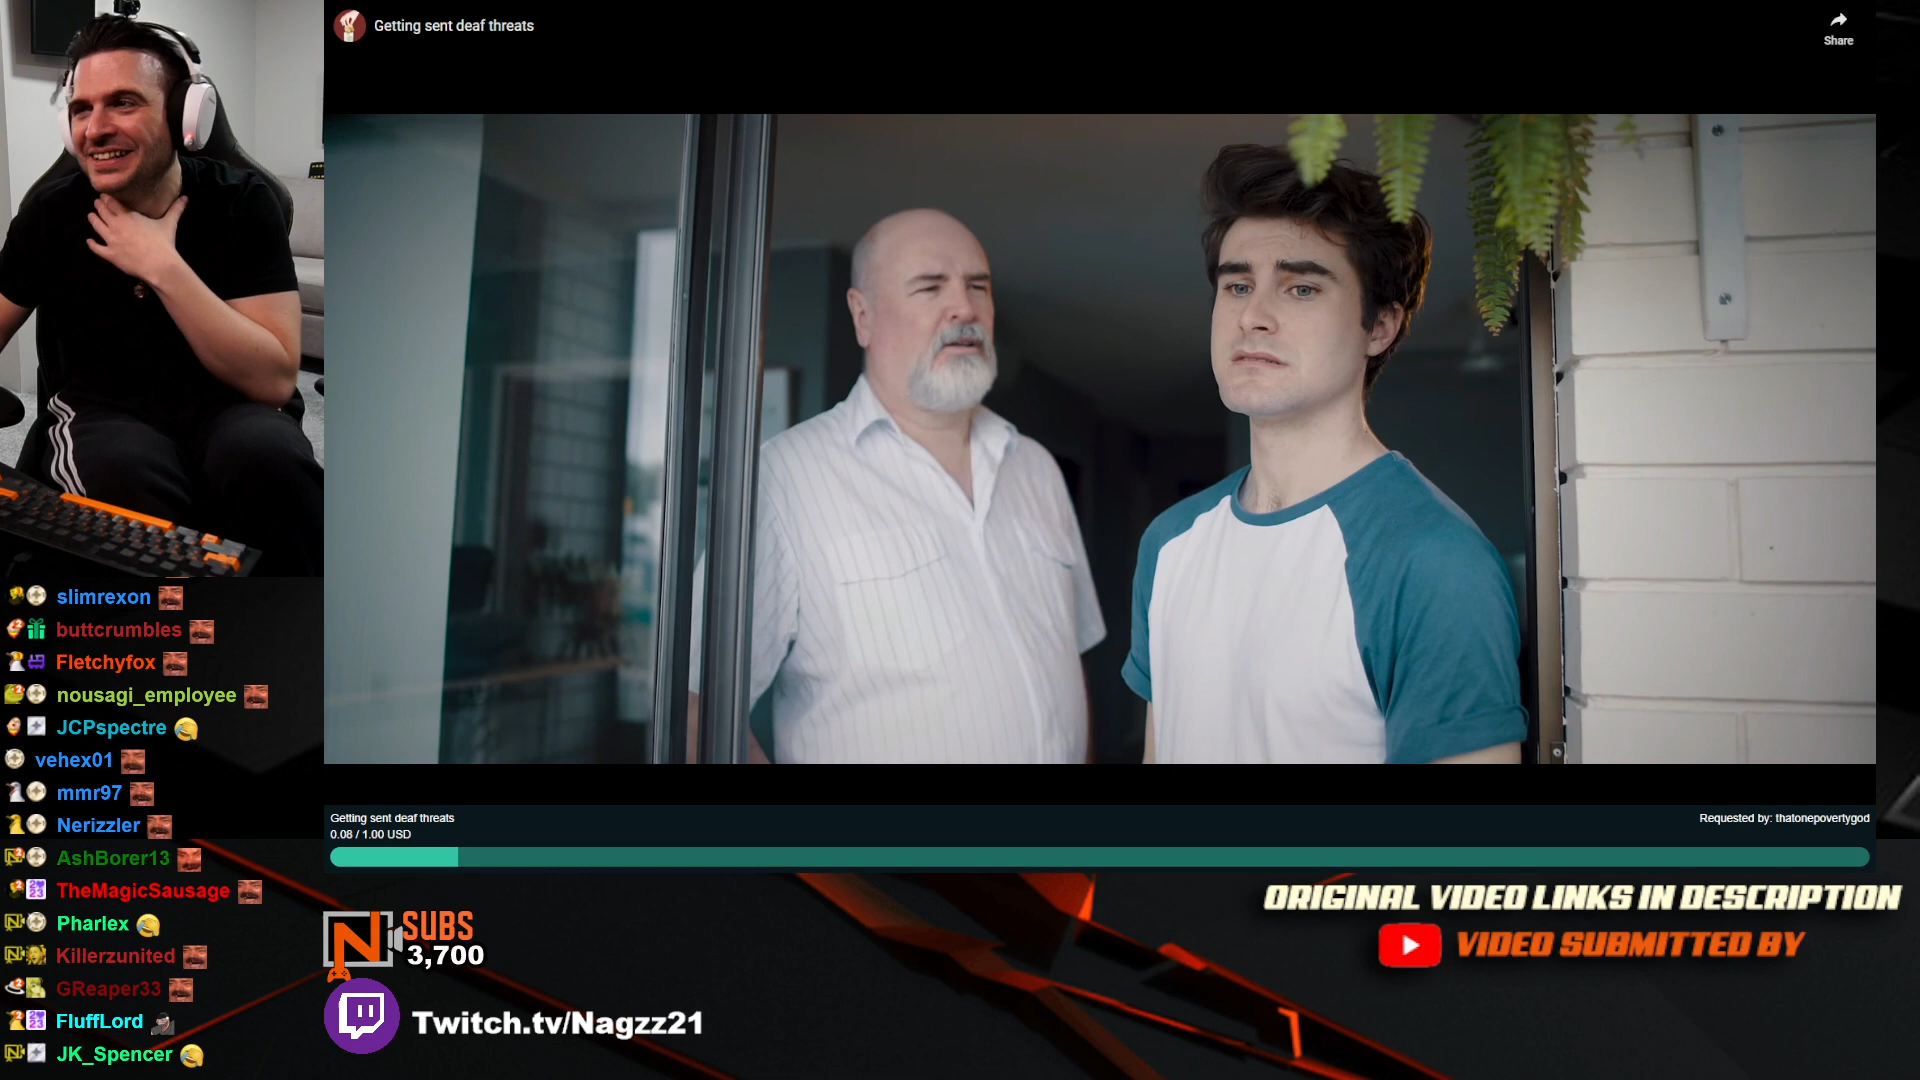 Getting sent deaf threats
Share
slimrexon
buttcrumbles
Fletchyfox
nousagi_employee
JCPspectre
vehex01
mmr97
Nerizzler
AshBorer13
TheMagicSausage
Pharlex
Killerzunited
GReaper33
FluffLord
JK_Spencer
Getting sent deaf threats
0.08 / 1.00 USD
Requested by: thatonepovertygod
N SUBS
3,700
Twitch.tv/Nagzz21
ORIGINAL VIDEO LINKS IN DESCRIPTION
VIDEO SUBMITTED BY